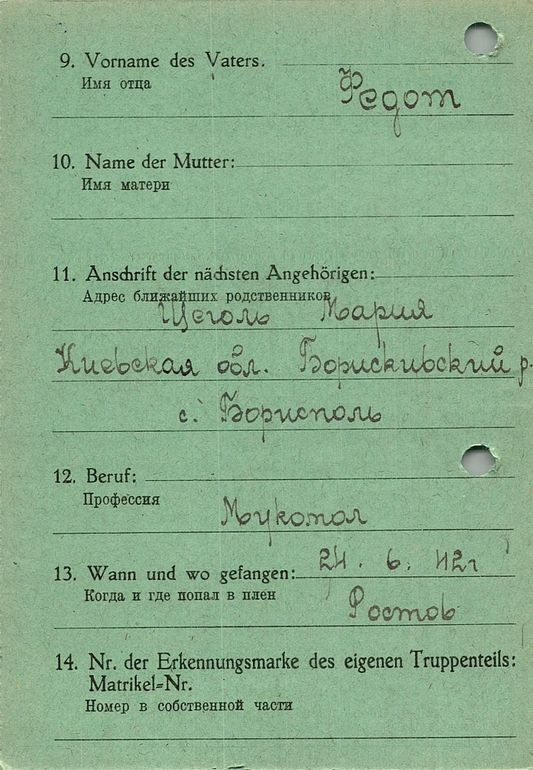 9. Vorname des Vaters.
Имя отца
Федот
10. Name der Mutter:
Имя матери
11. Anschrift der nächsten Angehörigen:
Адрес ближайших родственников
Щеголь Мария
Киевская обл. Борискивский р.
с. Борисполь
12. Beruf:
Профессия
Мукомол
13. Wann und wo gefangen: 24. 6. 42г
Когда и где попал в плен
Ростов
14. Nr. der Erkennungsmarke des eigenen Truppenteils:
Matrikel=Nr.
Номер в собственной части